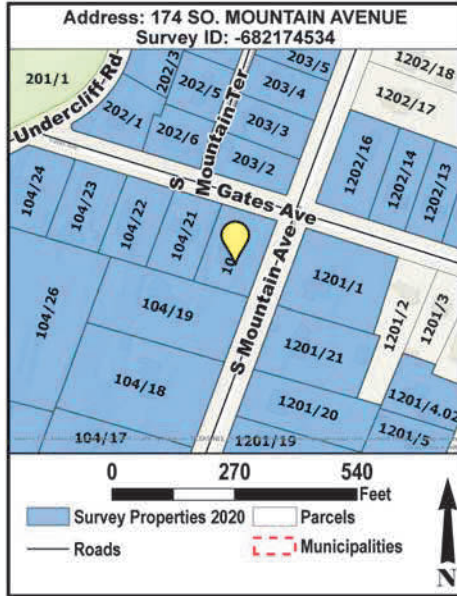 Address: 174 SO. MOUNTAIN AVENUE
Survey ID: -682174534
201/1
Undercliff Rd
202/3
202/5
203/5
203/4
1202/18
1202/17
202/1
202/6
S Mountain Ter
203/3
203/2
1202/16
1202/14
1202/13
Gates Ave
104/24
104/23
104/22
104/21
S Mountain Ave
1201/1
1201/2
1201/3
104/26
104/19
1201/21
104/18
1201/20
1201/4.02
104/17
1201/19
1201/5
0 270 540
Feet
Survey Properties 2020
Parcels
Roads
Municipalities
N